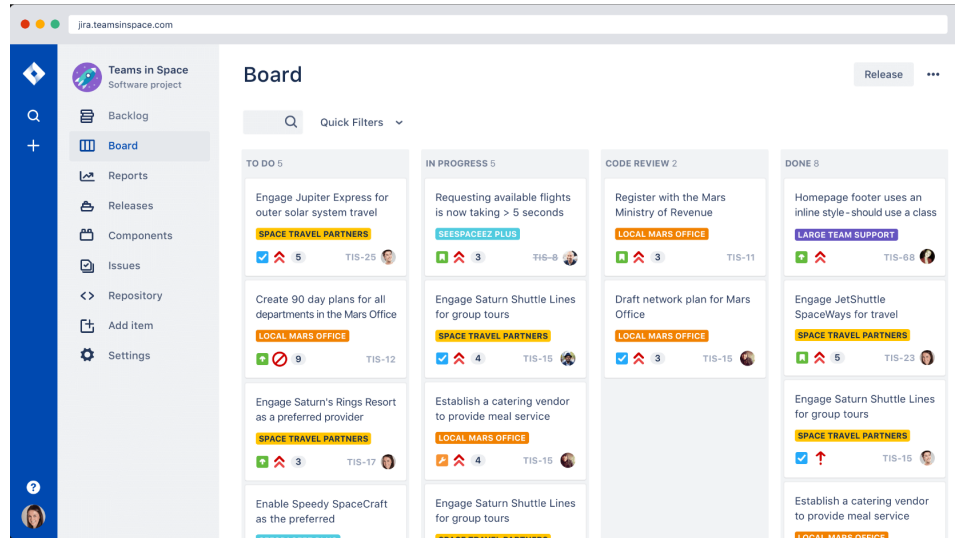 jira.teamsinspace.com
Teams in Space
Software project
Backlog
Board
Reports
Releases
Components
Issues
Repository
Add item
Settings
Board
Release
Quick Filters
TO DO 5
Engage Jupiter Express for
outer solar system travel
SPACE TRAVEL PARTNERS
5
TIS-25
Create 90 day plans for all
departments in the Mars Office
LOCAL MARS OFFICE
9
TIS-12
Engage Saturn's Rings Resort
as a preferred provider
SPACE TRAVEL PARTNERS
3
TIS-17
Enable Speedy SpaceCraft
as the preferred
IN PROGRESS 5
Requesting available flights
is now taking > 5 seconds
SEESPACEEZ PLUS
3
TIS-8
Engage Saturn Shuttle Lines
for group tours
SPACE TRAVEL PARTNERS
4
TIS-15
Establish a catering vendor
to provide meal service
LOCAL MARS OFFICE
4
TIS-15
Engage Saturn Shuttle Lines
for group tours
SPACE TRAVEL PARTNERS
CODE REVIEW 2
Register with the Mars
Ministry of Revenue
LOCAL MARS OFFICE
3
TIS-11
Draft network plan for Mars
Office
LOCAL MARS OFFICE
3
TIS-15
DONE 8
Homepage footer uses an
inline style - should use a class
LARGE TEAM SUPPORT
TIS-68
Engage JetShuttle
SpaceWays for travel
SPACE TRAVEL PARTNERS
5
TIS-23
Engage Saturn Shuttle Lines
for group tours
SPACE TRAVEL PARTNERS
TIS-15
Establish a catering vendor
to provide meal service
LOCAL MARS OFFICE